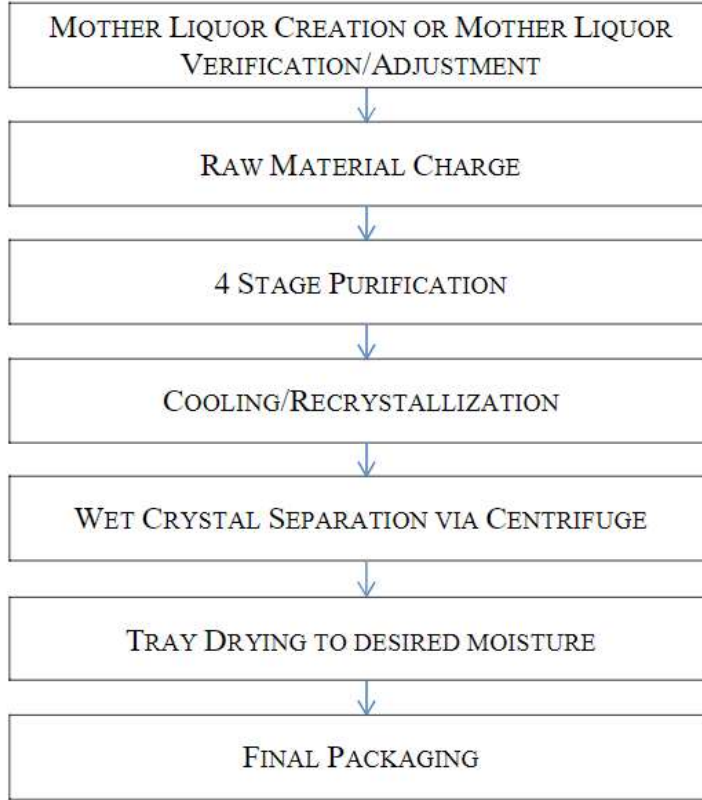 Mother Liquor Creation or Mother Liquor
Verification/Adjustment
Raw Material Charge
4 Stage Purification
Cooling/Recrystallization
Wet Crystal Separation via Centrifuge
Tray Drying to desired moisture
Final Packaging